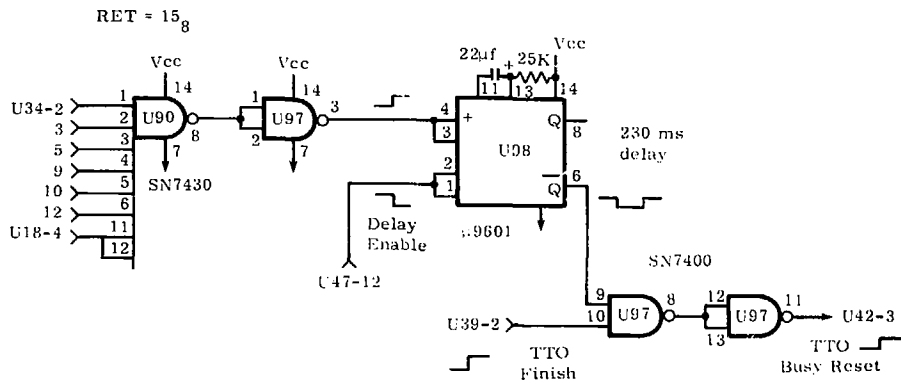 RET = 15₈
Vcc
14
U34-2
3
5
9
10
12
U18-4
1
2
3
4
5
6
11
12
U90
8
7
SN7430
Vcc
14
1
2
U97
3
7
22µf
+
25K
Vcc
11
13
14
4
3
+
2
1
U08
Q
8
Q̅
6
230 ms
delay
Delay
Enable
9601
U47-12
SN7400
9
10
U97
8
12
13
U97
11
U42-3
U39-2
TTO
Finish
TTO
Busy Reset